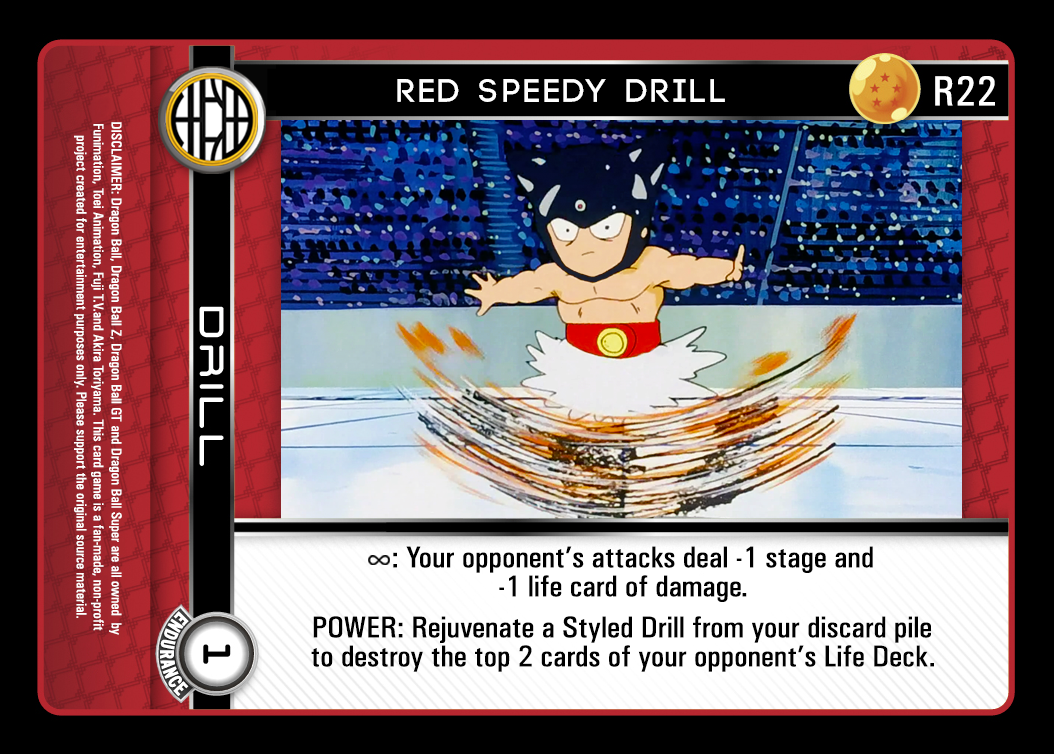 RED SPEEDY DRILL
R22
DISCLAIMER: Dragon Ball, Dragon Ball Z, Dragon Ball GT and Dragon Ball Super are all owned by
Funimation, Toei Animation, Fuji T.V.and Akira Toriyama. This card game is a fan-made, non-profit
project created for entertainment purposes only. Please support the original source material.
DRILL
∞: Your opponent's attacks deal -1 stage and
-1 life card of damage.
POWER: Rejuvenate a Styled Drill from your discard pile
to destroy the top 2 cards of your opponent's Life Deck.
ENDURANCE
1